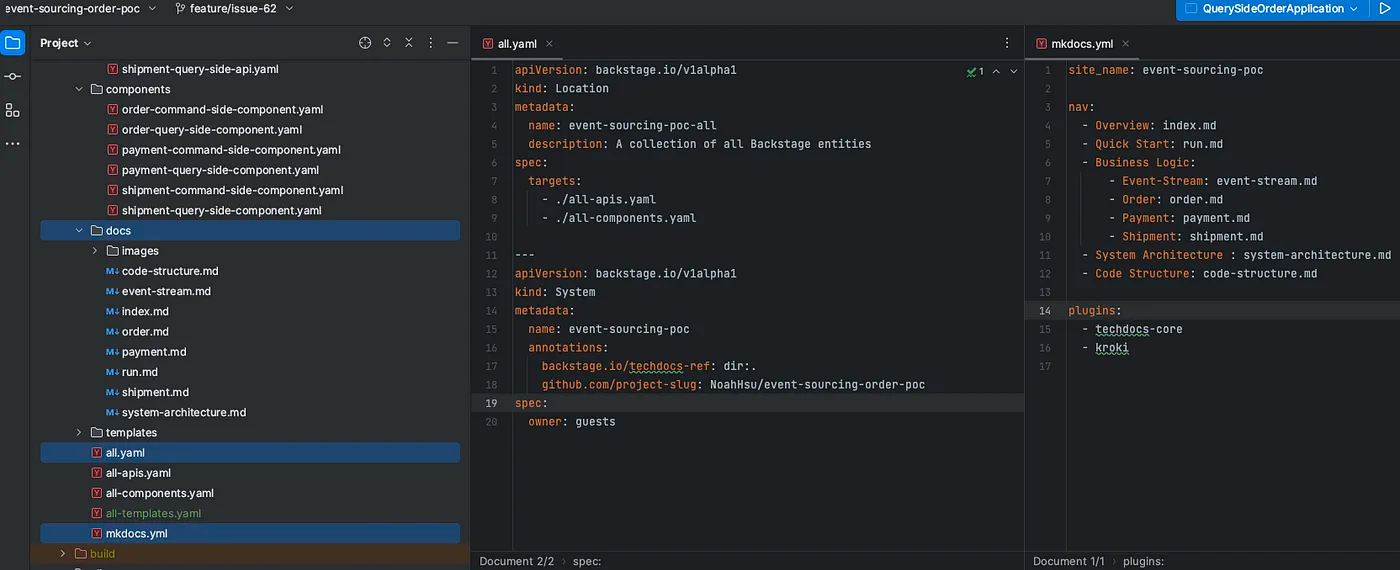 event-sourcing-order-poc
feature/issue-62
QuerySideOrderApplication
Project
shipment-query-side-api.yaml
components
order-command-side-component.yaml
order-query-side-component.yaml
payment-command-side-component.yaml
payment-query-side-component.yaml
shipment-command-side-component.yaml
shipment-query-side-component.yaml
docs
images
code-structure.md
event-stream.md
index.md
order.md
payment.md
run.md
shipment.md
system-architecture.md
templates
all.yaml
all-apis.yaml
all-components.yaml
all-templates.yaml
mkdocs.yml
build
all.yaml
1
1 apiVersion: backstage.io/v1alpha1
2 kind: Location
3 metadata:
4 name: event-sourcing-poc-all
5 description: A collection of all Backstage entities
6 spec:
7 targets:
8 - ./all-apis.yaml
9 - ./all-components.yaml
10
11 ---
12 apiVersion: backstage.io/v1alpha1
13 kind: System
14 metadata:
15 name: event-sourcing-poc
16 annotations:
17 backstage.io/techdocs-ref: dir:.
18 github.com/project-slug: NoahHsu/event-sourcing-order-poc
19 spec:
20 owner: guests
Document 2/2 › spec:
mkdocs.yml
1 site_name: event-sourcing-poc
2
3 nav:
4 - Overview: index.md
5 - Quick Start: run.md
6 - Business Logic:
7 - Event-Stream: event-stream.md
8 - Order: order.md
9 - Payment: payment.md
10 - Shipment: shipment.md
11 - System Architecture : system-architecture.md
12 - Code Structure: code-structure.md
13
14 plugins:
15 - techdocs-core
16 - kroki
17
Document 1/1 › plugins: